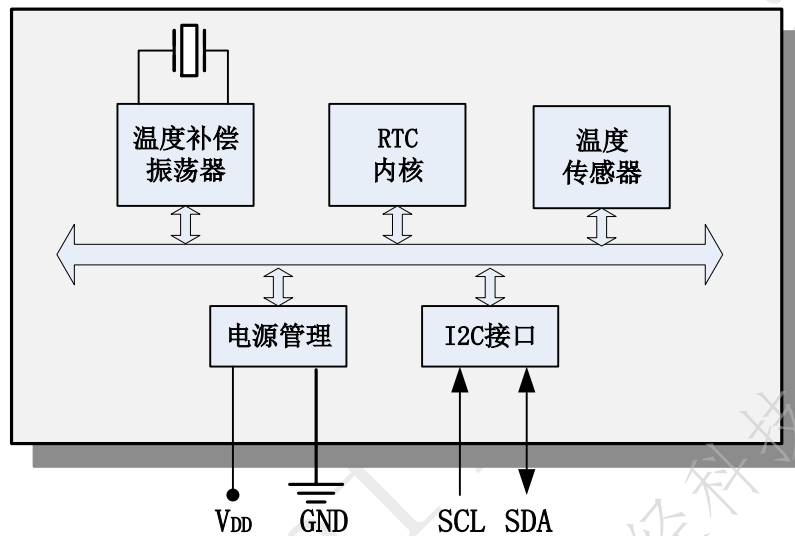 温度补偿
振荡器
RTC
内核
温度
传感器
电源管理
I2C接口
VDD
GND
SCL
SDA